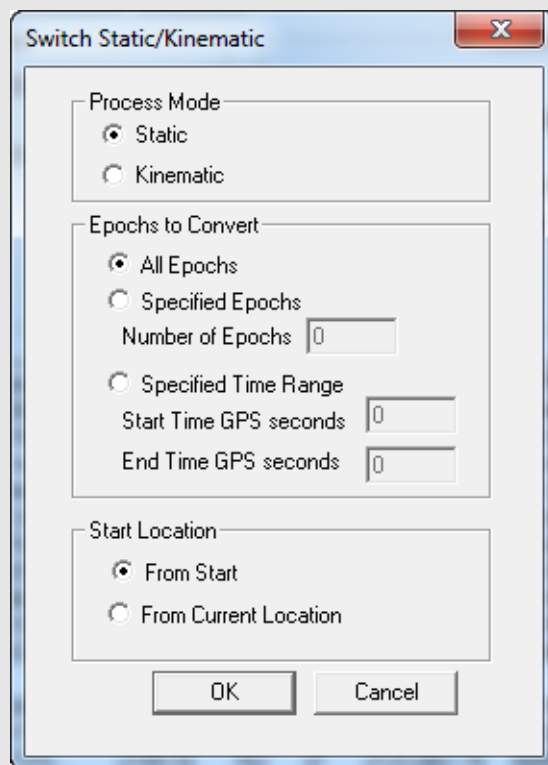 Switch Static/Kinematic
Process Mode
Static
Kinematic
Epochs to Convert
All Epochs
Specified Epochs
Number of Epochs 0
Specified Time Range
Start Time GPS seconds 0
End Time GPS seconds 0
Start Location
From Start
From Current Location
OK Cancel